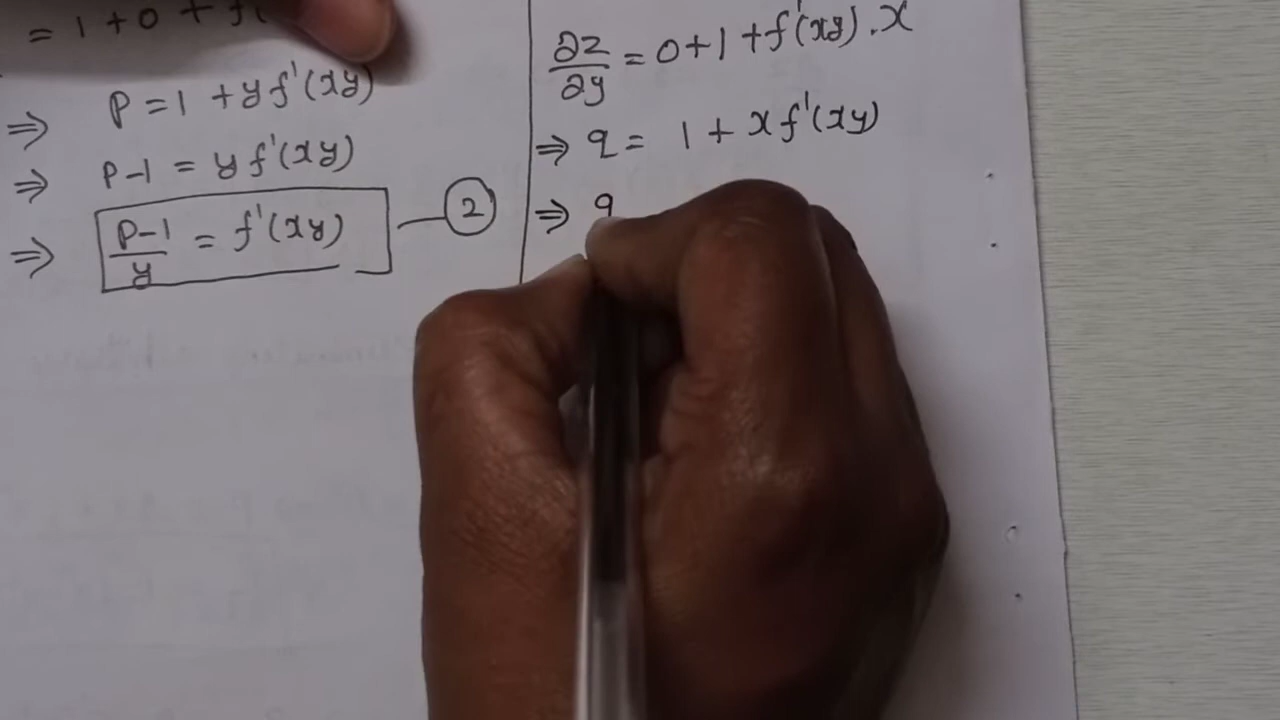 = 1 + 0 + f(
⇒ P = 1 + y f'(xy)
⇒ P-1 = y f'(xy)
⇒ P-1/y = f'(xy) — 2
∂z/∂y = 0 + 1 + f'(xy) . x
⇒ q = 1 + x f'(xy)
⇒ q